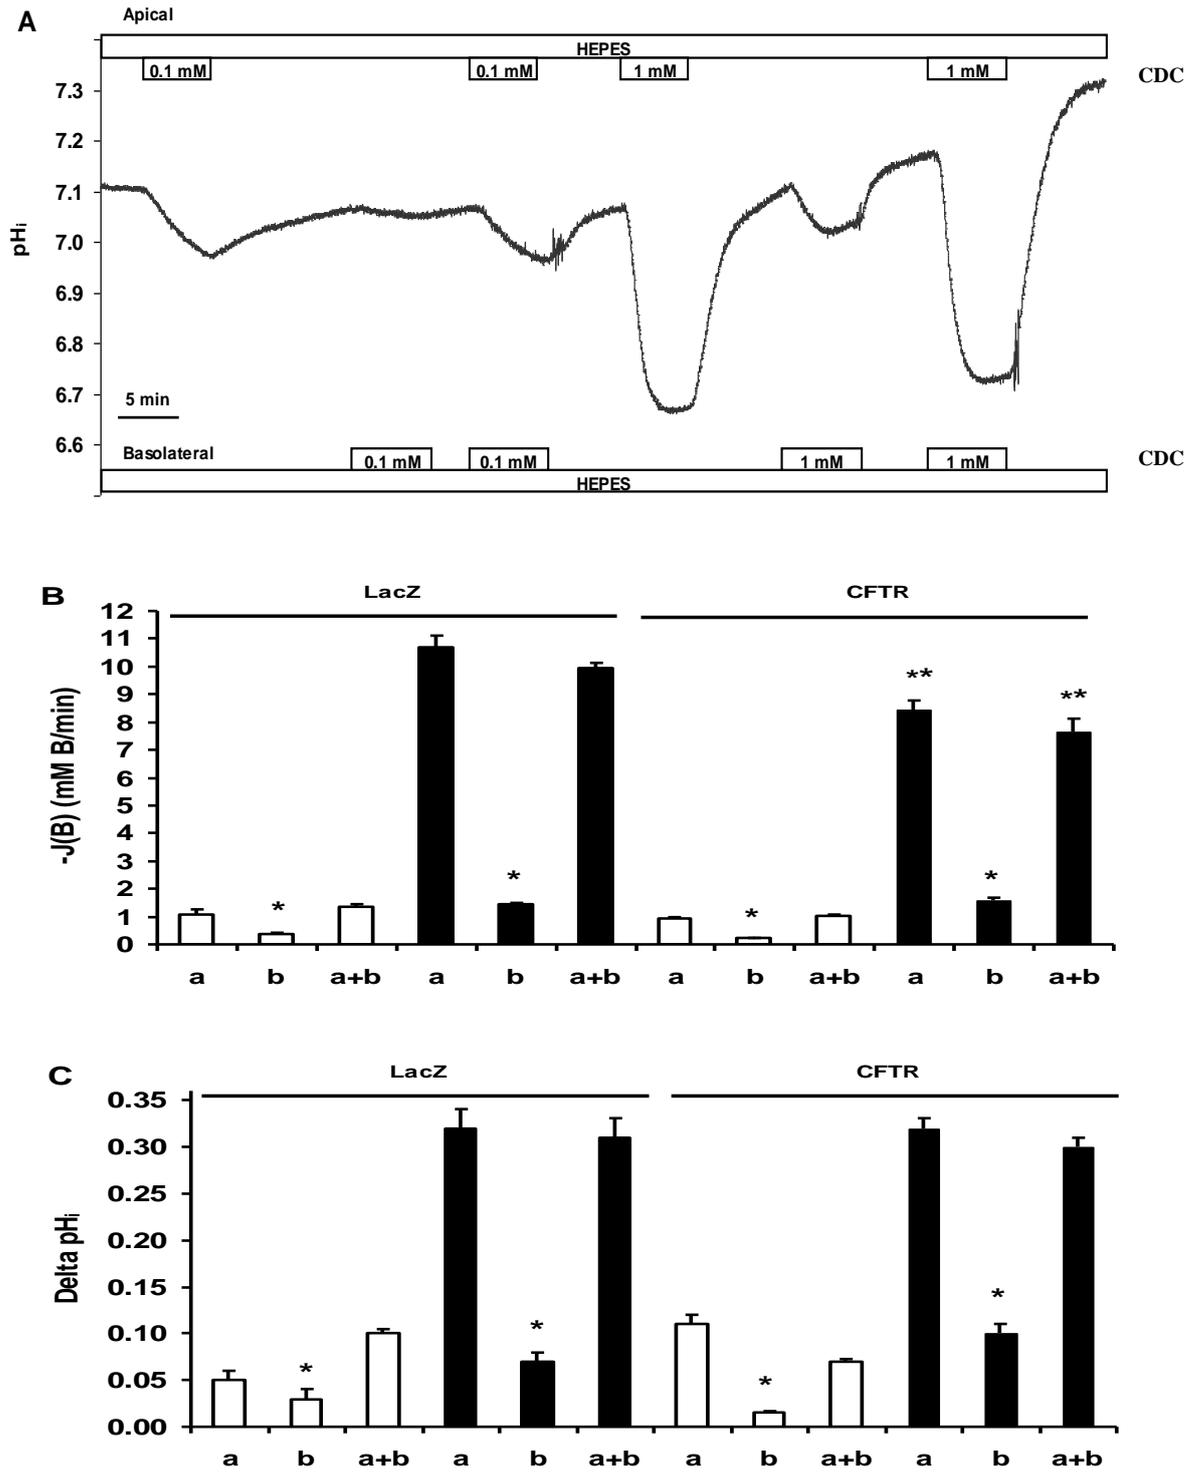 A
Apical
HEPES
0.1 mM 0.1 mM 1 mM 1 mM CDC
7.3
7.2
7.1
7.0
6.9
6.8
6.7
6.6
pHi
5 min
Basolateral
0.1 mM 0.1 mM 1 mM 1 mM CDC
HEPES
B
LacZ CFTR
12
11
10
9
8
7
6
5
4
3
2
1
0
-J(B) (mM B/min)
** **
* * * *
a b a+b a b a+b a b a+b a b a+b
C
LacZ CFTR
0.35
0.30
0.25
0.20
0.15
0.10
0.05
0.00
Delta pHi
* * * *
a b a+b a b a+b a b a+b a b a+b